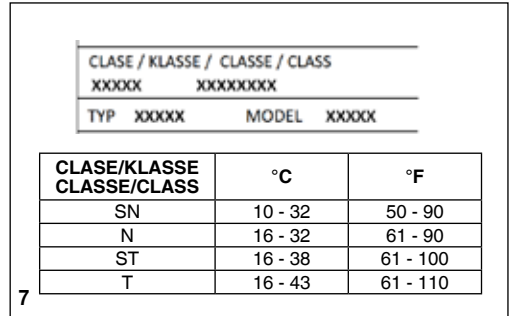 CLASE / KLASSE / CLASSE / CLASS
XXXXX XXXXXXXX
TYP XXXXX MODEL XXXXX
CLASE/KLASSE CLASSE/CLASS °C °F
SN 10 - 32 50 - 90
N 16 - 32 61 - 90
ST 16 - 38 61 - 100
T 16 - 43 61 - 110
7